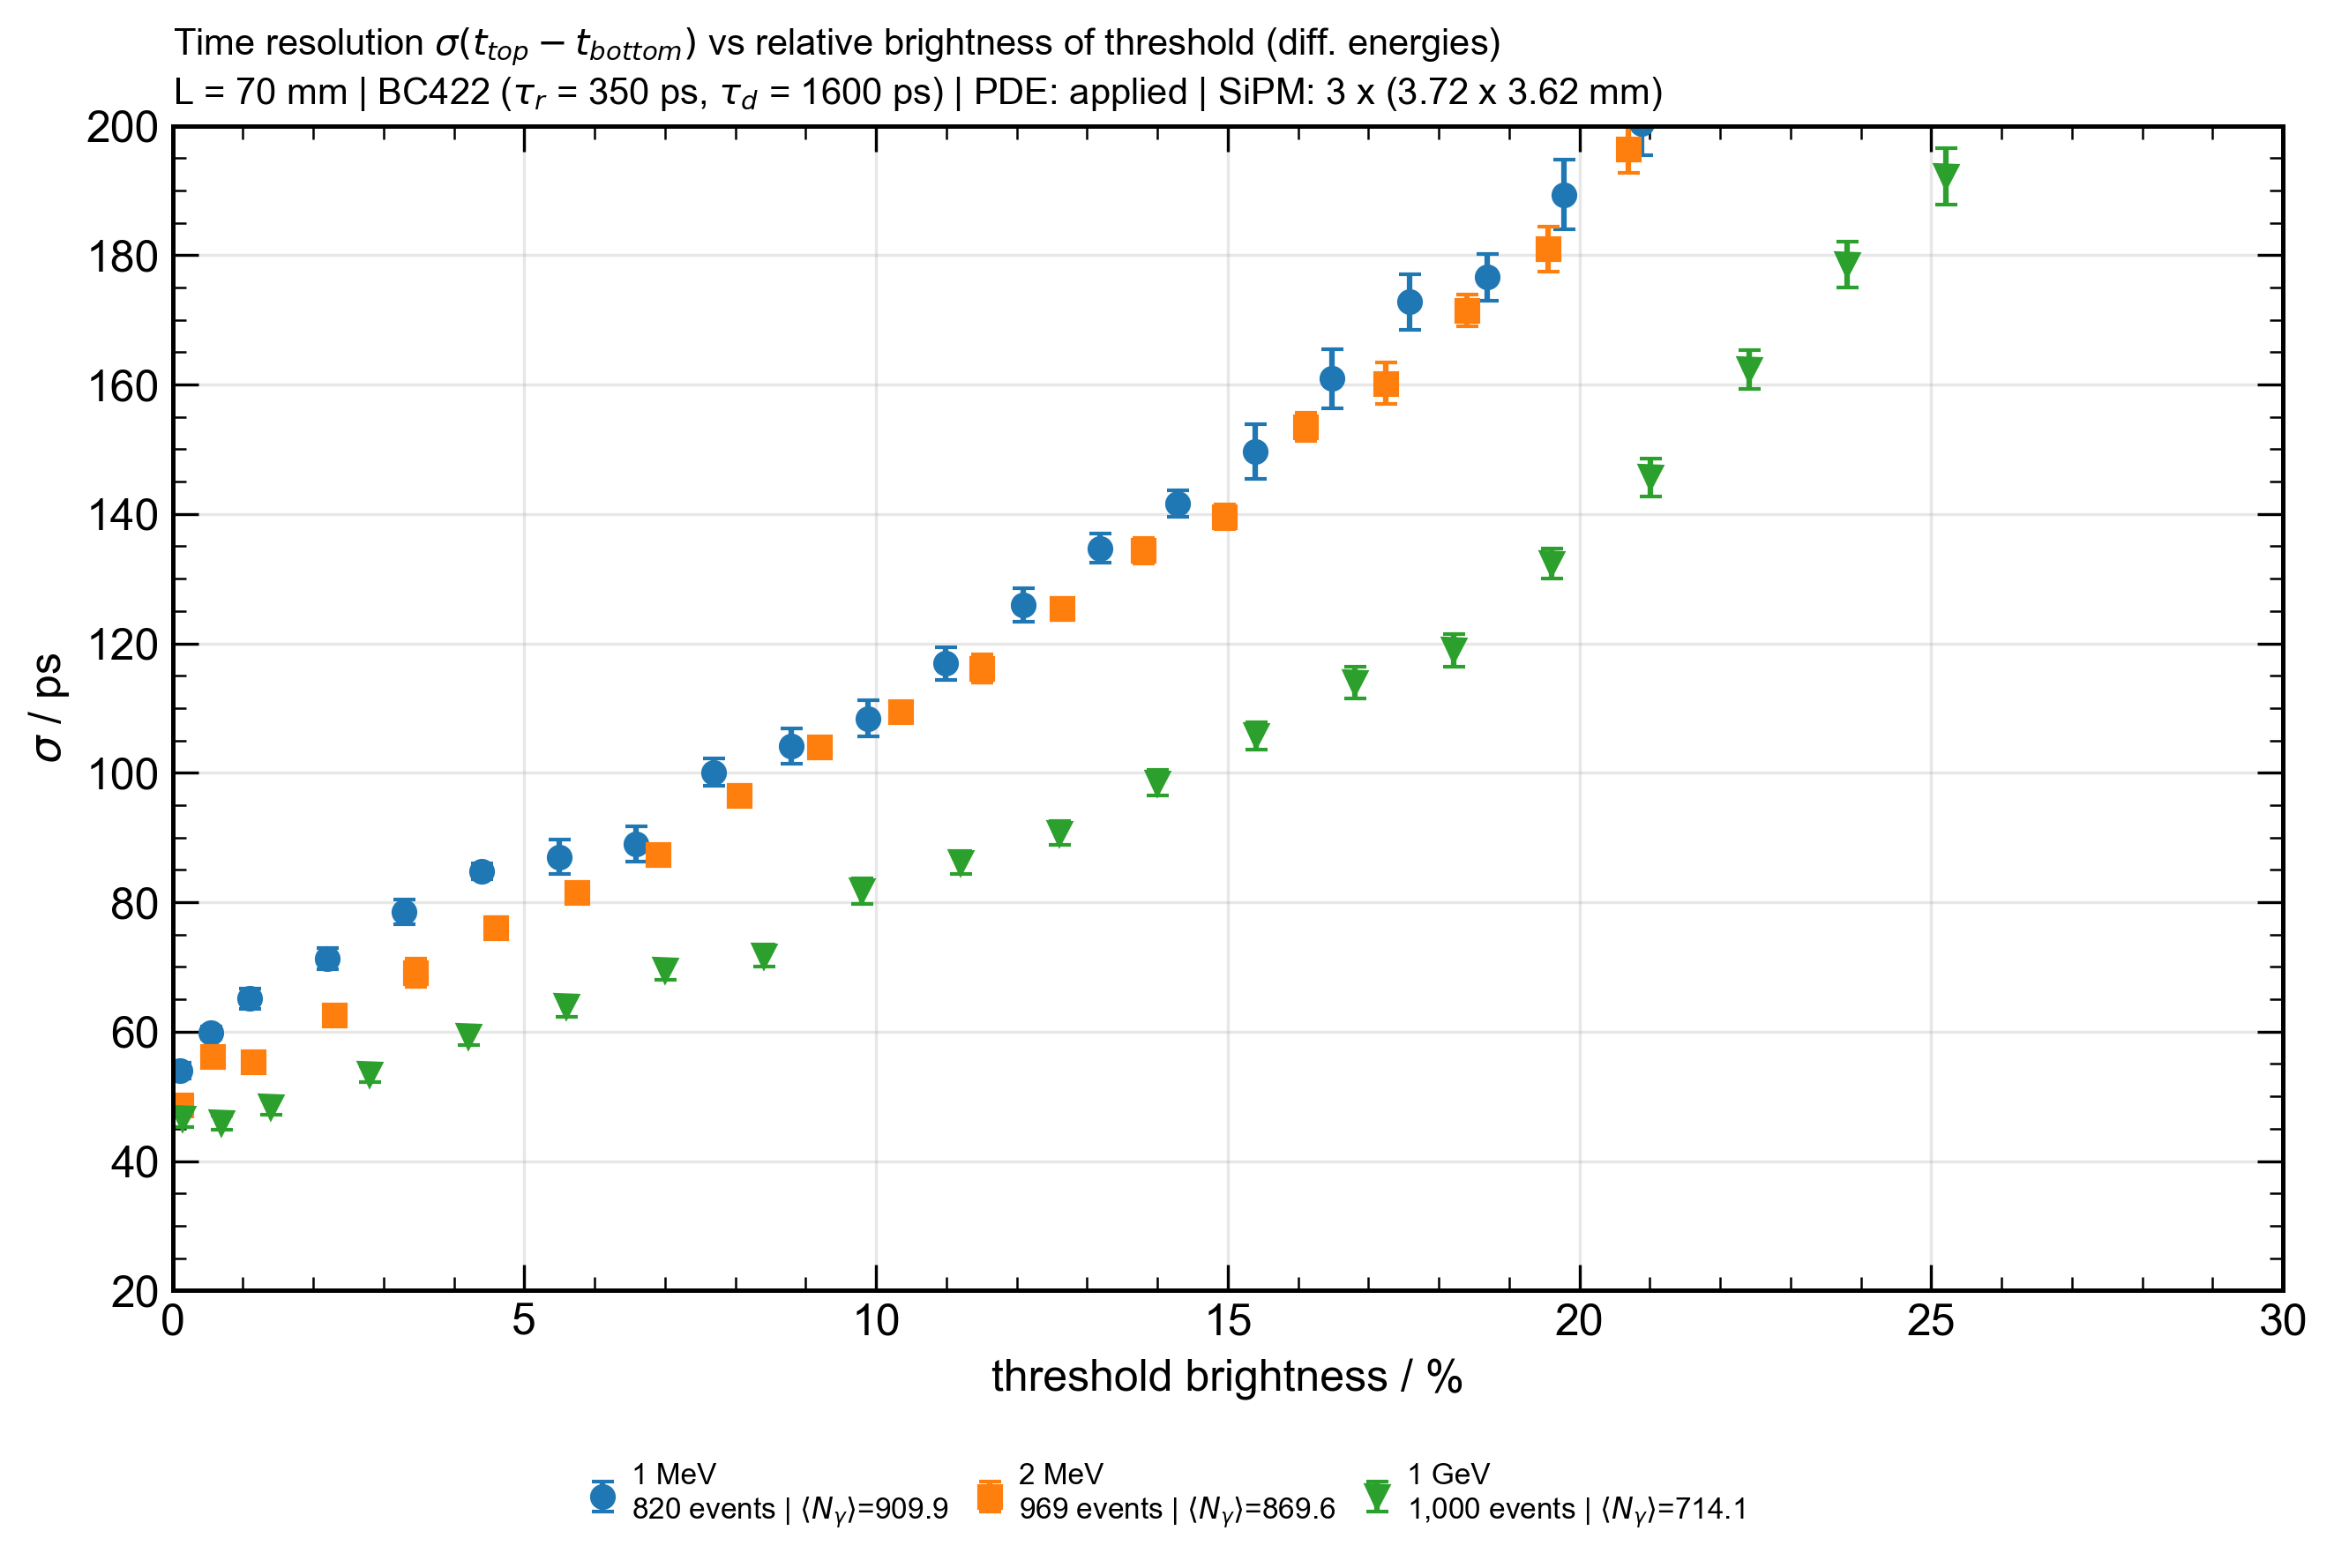 Time resolution σ(t_top − t_bottom) vs relative brightness of threshold (diff. energies)
L = 70 mm | BC422 (τ_r = 350 ps, τ_d = 1600 ps) | PDE: applied | SiPM: 3 x (3.72 x 3.62 mm)
200
180
160
140
120
100
80
60
40
20
σ / ps
0 5 10 15 20 25 30
threshold brightness / %
1 MeV
820 events | ⟨N_γ⟩=909.9
2 MeV
969 events | ⟨N_γ⟩=869.6
1 GeV
1,000 events | ⟨N_γ⟩=714.1